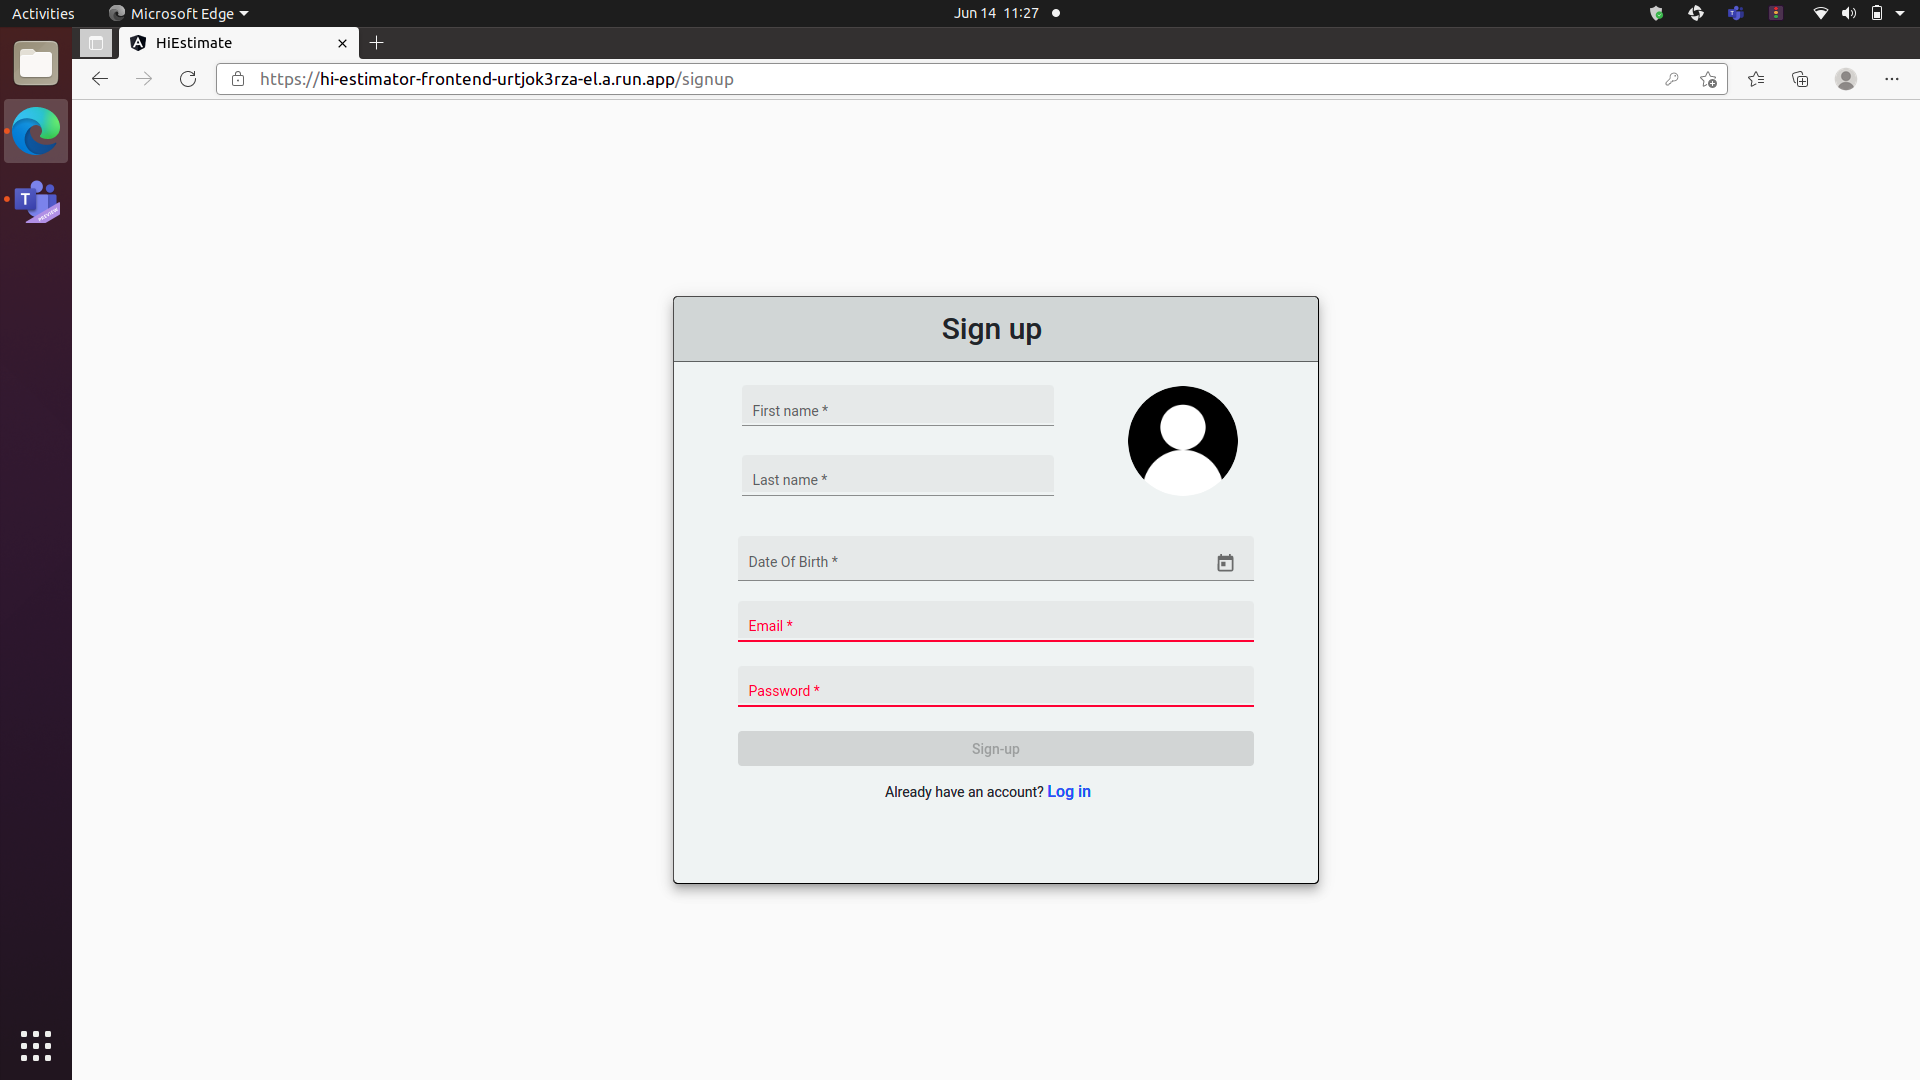 Activities
Microsoft Edge
Jun 14 11:27
HiEstimate
https://hi-estimator-frontend-urtjok3rza-el.a.run.app/signup
T
PREVIEW
Sign up
First name *
Last name *
Date Of Birth *
Email *
Password *
Sign-up
Already have an account? Log in